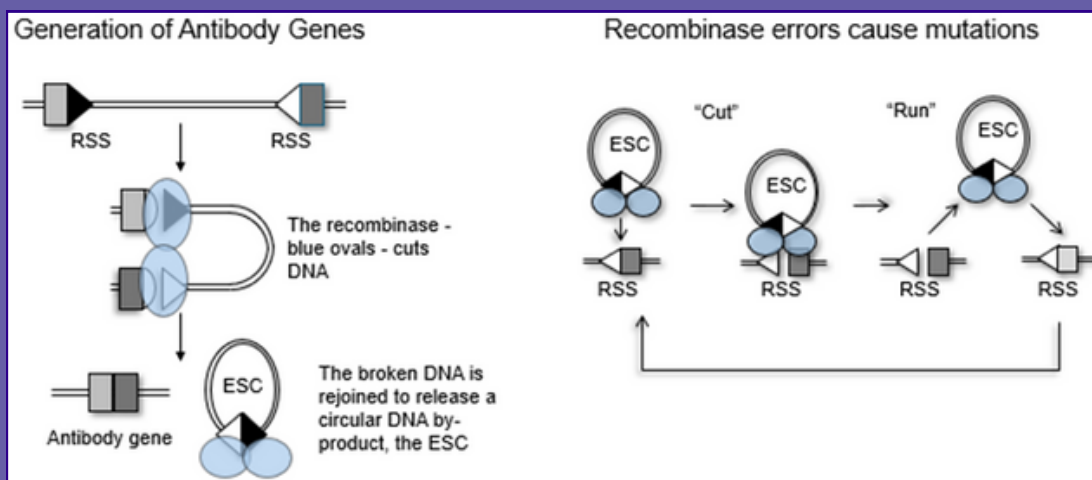 Generation of Antibody Genes
RSS
RSS
The recombinase -
blue ovals - cuts
DNA
ESC
Antibody gene
The broken DNA is
rejoined to release a
circular DNA by-
product, the ESC
Recombinase errors cause mutations
ESC
"Cut"
ESC
"Run"
ESC
RSS
RSS
RSS
RSS